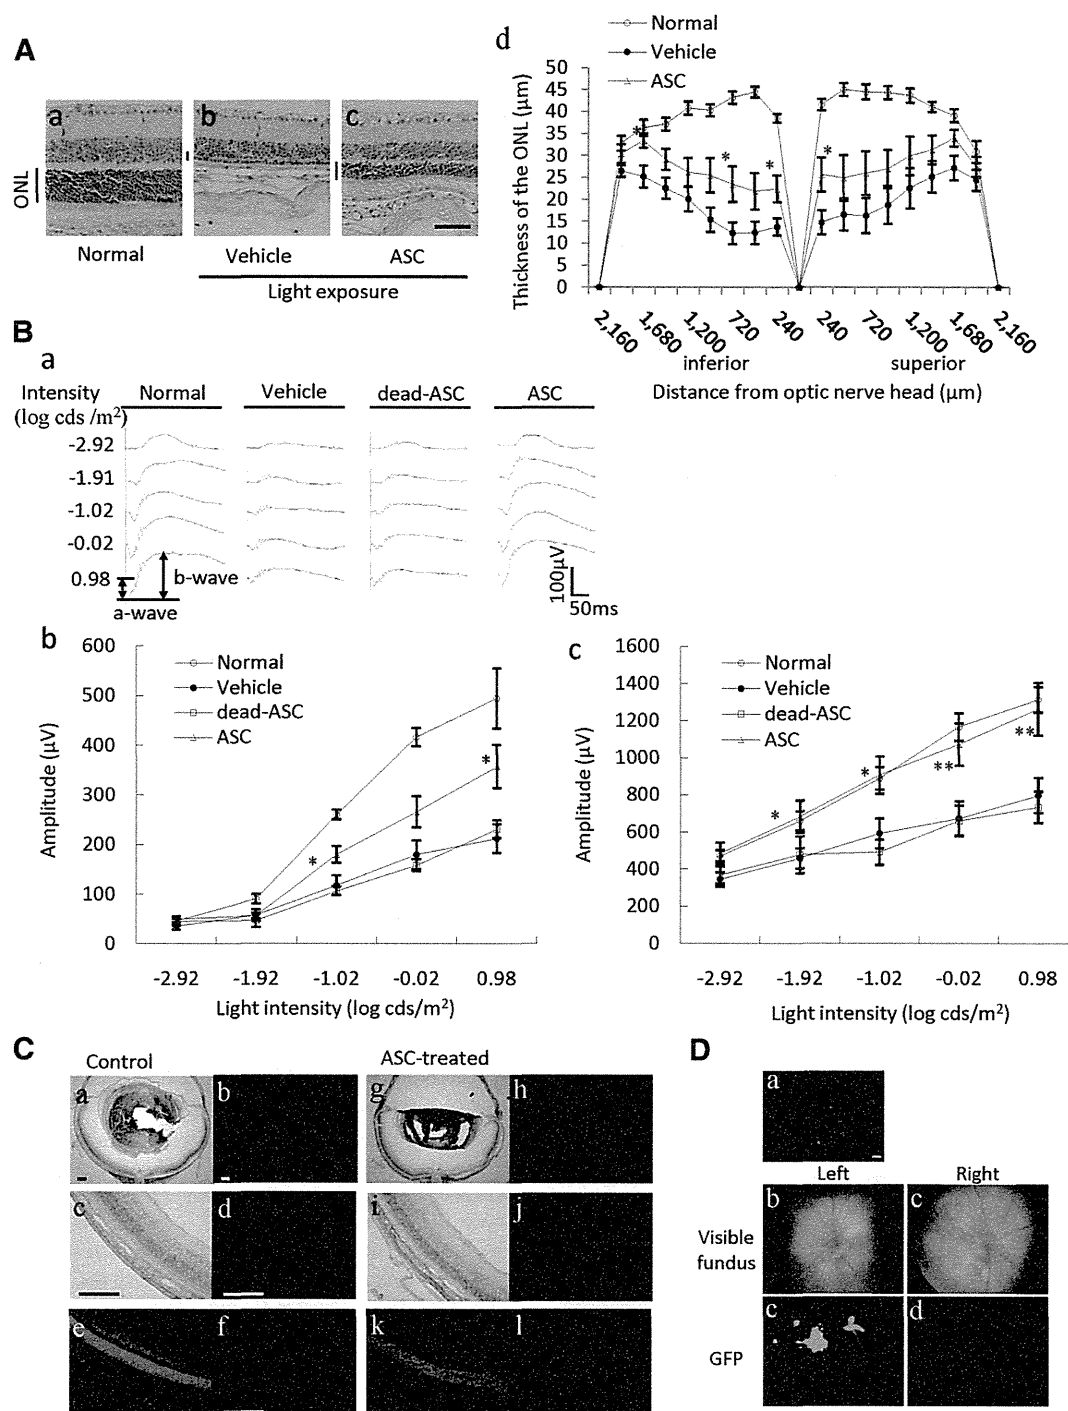 A
a
b
c
ONL
Normal
Vehicle
ASC
Light exposure
d
Normal
Vehicle
ASC
Thickness of the ONL (μm)
50
45
40
35
30
25
20
15
10
5
0
*
*
*
*
2,160
1,680
1,200
720
240
240
720
1,200
1,680
2,160
inferior
superior
Distance from optic nerve head (μm)
B
a
Intensity
(log cds /m²)
Normal
Vehicle
dead-ASC
ASC
-2.92
-1.91
-1.02
-0.02
0.98
b-wave
a-wave
100μV
50ms
b
Normal
Vehicle
dead-ASC
ASC
Amplitude (μV)
600
500
400
300
200
100
0
*
*
-2.92
-1.92
-1.02
-0.02
0.98
Light intensity (log cds/m²)
c
Normal
Vehicle
dead-ASC
ASC
Amplitude (μV)
1600
1400
1200
1000
800
600
400
200
0
*
*
**
**
-2.92
-1.92
-1.02
-0.02
0.98
Light intensity (log cds/m²)
C
Control
ASC-treated
a
b
g
h
c
d
i
j
e
f
k
l
D
a
Left
Right
Visible
fundus
b
c
GFP
c
d